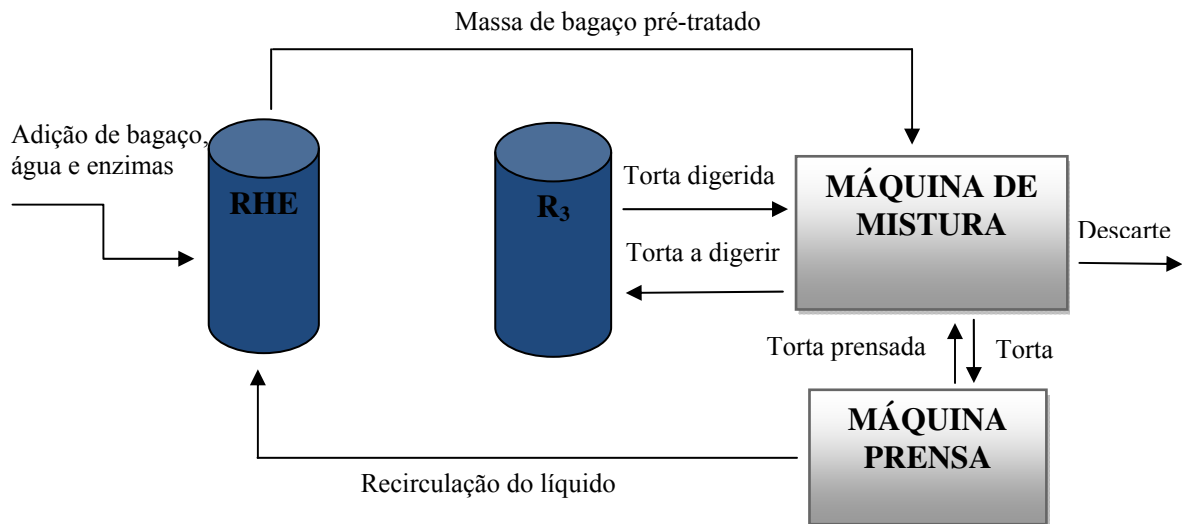 Massa de bagaço pré-tratado
Adição de bagaço,
água e enzimas
RHE
R₃
Torta digerida
Torta a digerir
MÁQUINA DE
MISTURA
Descarte
Torta prensada
Torta
MÁQUINA
PRENSA
Recirculação do líquido